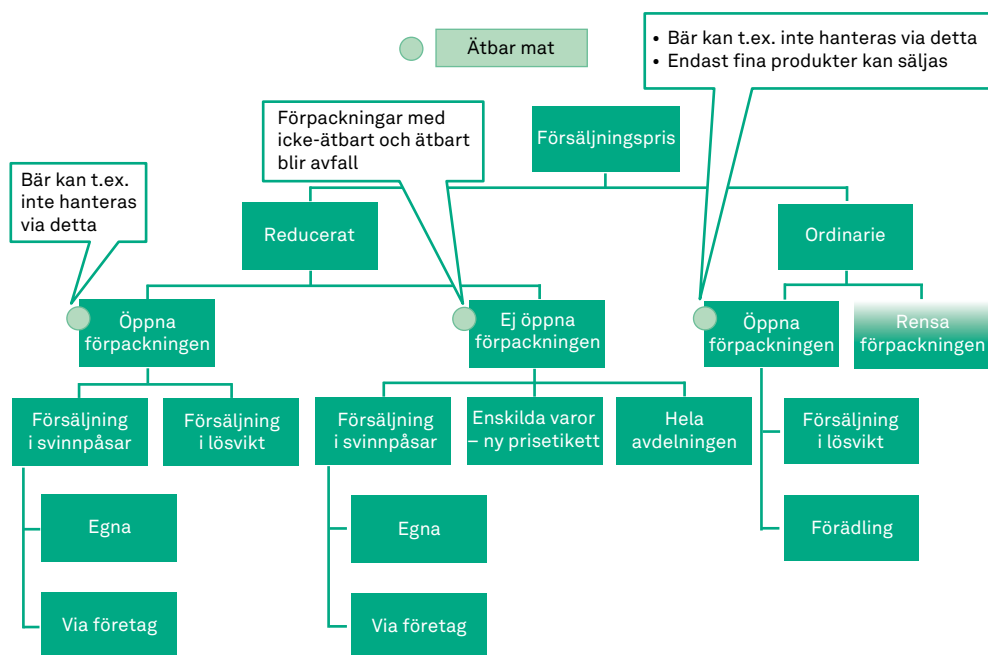 Ätbar mat
• Bär kan t.ex. inte hanteras via detta
• Endast fina produkter kan säljas
Förpackningar med
icke-ätbart och ätbart
blir avfall
Försäljningspris
Bär kan t.ex.
inte hanteras
via detta
Reducerat
Ordinarie
Öppna
förpackningen
Ej öppna
förpackningen
Öppna
förpackningen
Rensa
förpackningen
Försäljning
i svinnpåsar
Försäljning
i lösvikt
Försäljning
i svinnpåsar
Enskilda varor
– ny prisetikett
Hela
avdelningen
Försäljning
i lösvikt
Egna
Egna
Förädling
Via företag
Via företag